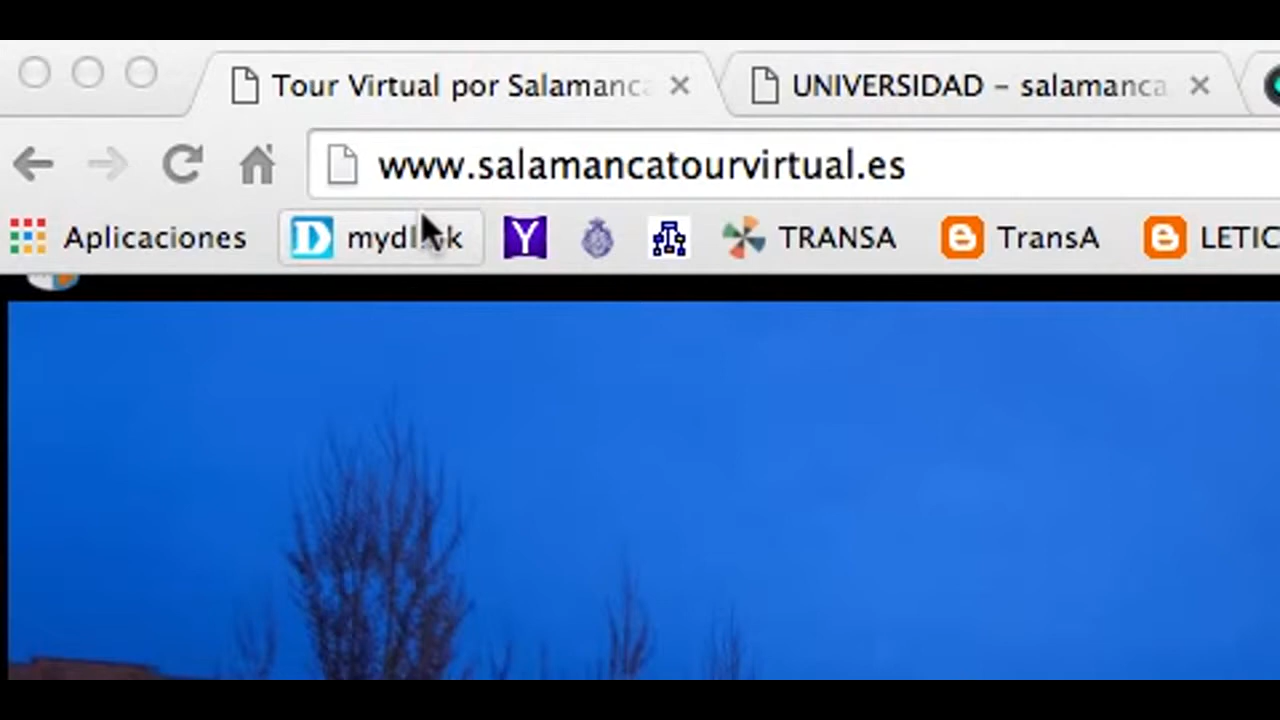 Tour Virtual por Salamanc
UNIVERSIDAD – salamanca
www.salamancatourvirtual.es
Aplicaciones
TRANSA
TransA
LETIC